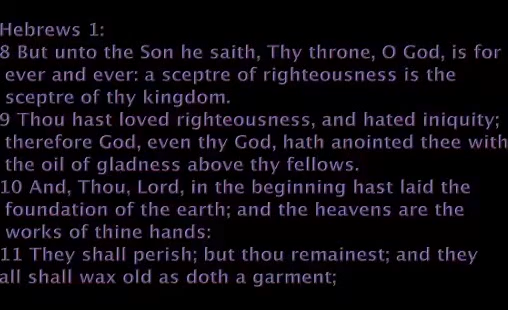 Hebrews 1:
8 But unto the Son he saith, Thy throne, O God, is for
ever and ever: a sceptre of righteousness is the
sceptre of thy kingdom.
9 Thou hast loved righteousness, and hated iniquity;
therefore God, even thy God, hath anointed thee with
the oil of gladness above thy fellows.
10 And, Thou, Lord, in the beginning hast laid the
foundation of the earth; and the heavens are the
works of thine hands:
11 They shall perish; but thou remainest; and they
all shall wax old as doth a garment;